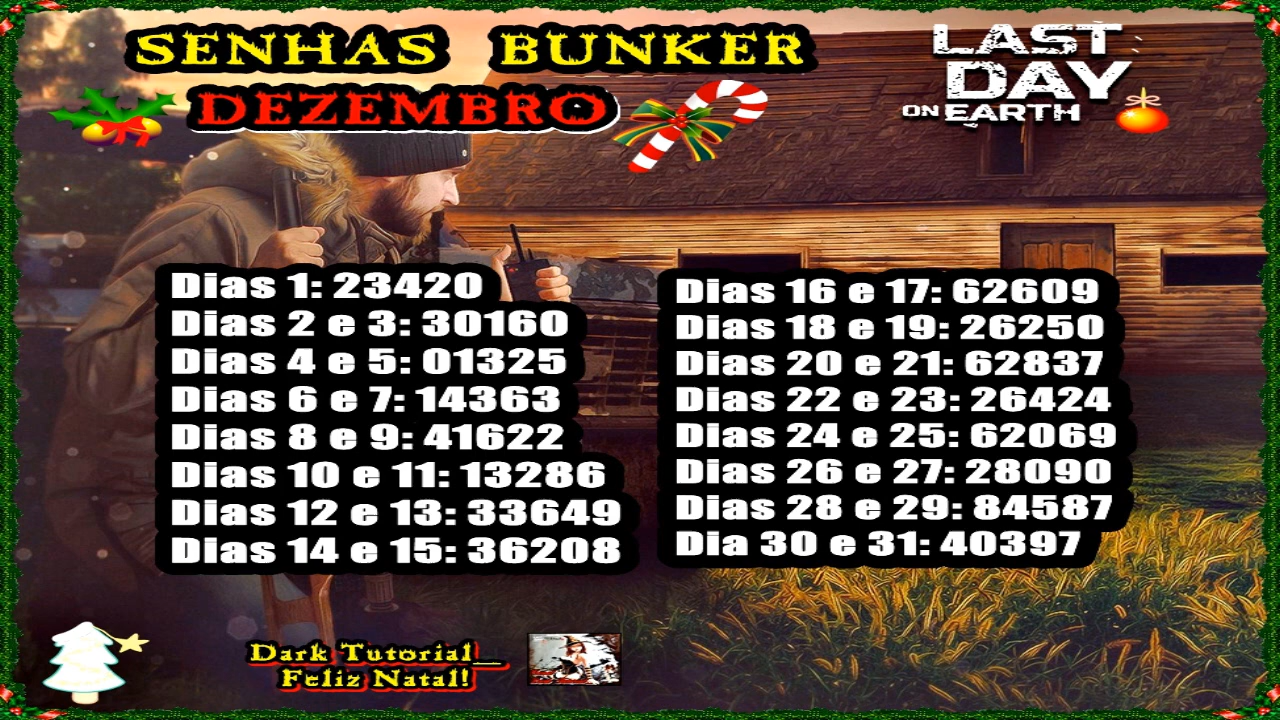 SENHAS BUNKER
DEZEMBRO
LAST
DAY
ON EARTH
Dias 1: 23420
Dias 2 e 3: 30160
Dias 4 e 5: 01325
Dias 6 e 7: 14363
Dias 8 e 9: 41622
Dias 10 e 11: 13286
Dias 12 e 13: 33649
Dias 14 e 15: 36208
Dias 16 e 17: 62609
Dias 18 e 19: 26250
Dias 20 e 21: 62837
Dias 22 e 23: 26424
Dias 24 e 25: 62069
Dias 26 e 27: 28090
Dias 28 e 29: 84587
Dia 30 e 31: 40397
Dark Tutorial__
Feliz Natal!